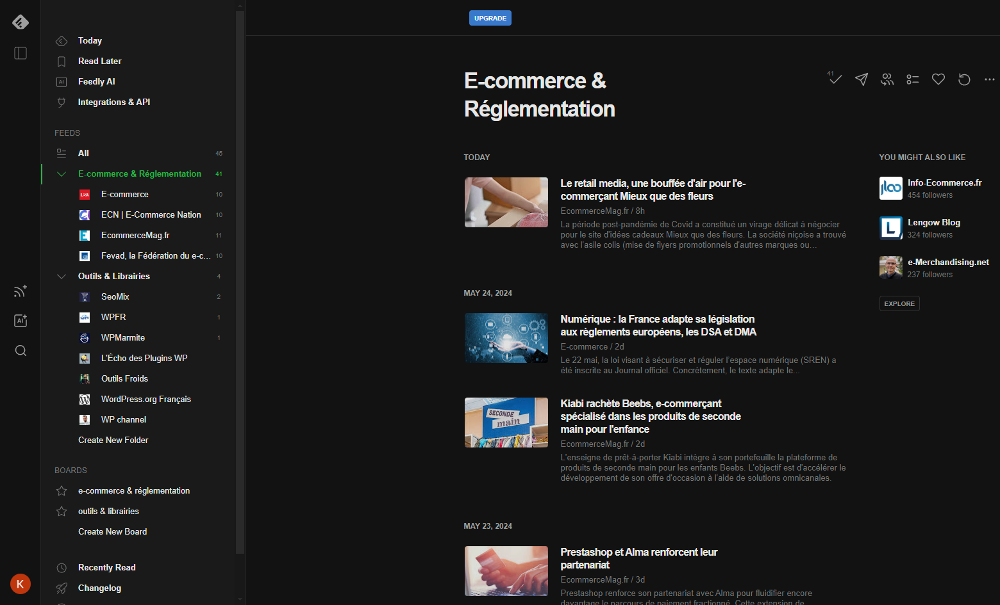 UPGRADE
Today
Read Later
AI
Feedly AI
Integrations & API
FEEDS
All
45
E-commerce & Réglementation
41
LSA
E-commerce
10
ECN | E-Commerce Nation
10
E
EcommerceMag.fr
11
Fevad, la Fédération du e-c...
10
Outils & Librairies
4
SeoMix
2
WPFR
WPFR
1
WPMarmite
1
L'Écho des Plugins WP
Outils Froids
WordPress.org Français
WP channel
Create New Folder
BOARDS
e-commerce & réglementation
outils & librairies
Create New Board
Recently Read
Changelog
AI
K
E-commerce &
Réglementation
41
TODAY
Le retail media, une bouffée d'air pour l'e-
commerçant Mieux que des fleurs
EcommerceMag.fr / 8h
La période post-pandémie de Covid a constitué un virage délicat à négocier
pour le site d'idées cadeaux Mieux que des fleurs. La société niçoise a trouvé
avec l'asile colis (mise de flyers promotionnels d'autres marques ou…
MAY 24, 2024
Numérique : la France adapte sa législation
aux règlements européens, les DSA et DMA
E-commerce / 2d
Le 22 mai, la loi visant à sécuriser et réguler l'espace numérique (SREN) a
été inscrite au Journal officiel. Concrètement, le texte adapte le...
SECONDE
main
Kiabi rachète Beebs, e-commerçant
spécialisé dans les produits de seconde
main pour l'enfance
EcommerceMag.fr / 2d
L'enseigne de prêt-à-porter Kiabi intègre à son portefeuille la plateforme de
produits de seconde main pour les enfants Beebs. L'objectif est d'accélérer le
développement de son offre d'occasion à l'aide de solutions omnicanales.
MAY 23, 2024
Prestashop et Alma renforcent leur
partenariat
EcommerceMag.fr / 3d
Prestashop renforce son partenariat avec Alma pour fluidifier encore
davantage le parcours de paiement fractionné. Cette extension de
YOU MIGHT ALSO LIKE
Info-Ecommerce.fr
454 followers
L
Lengow Blog
324 followers
e-Merchandising.net
237 followers
EXPLORE